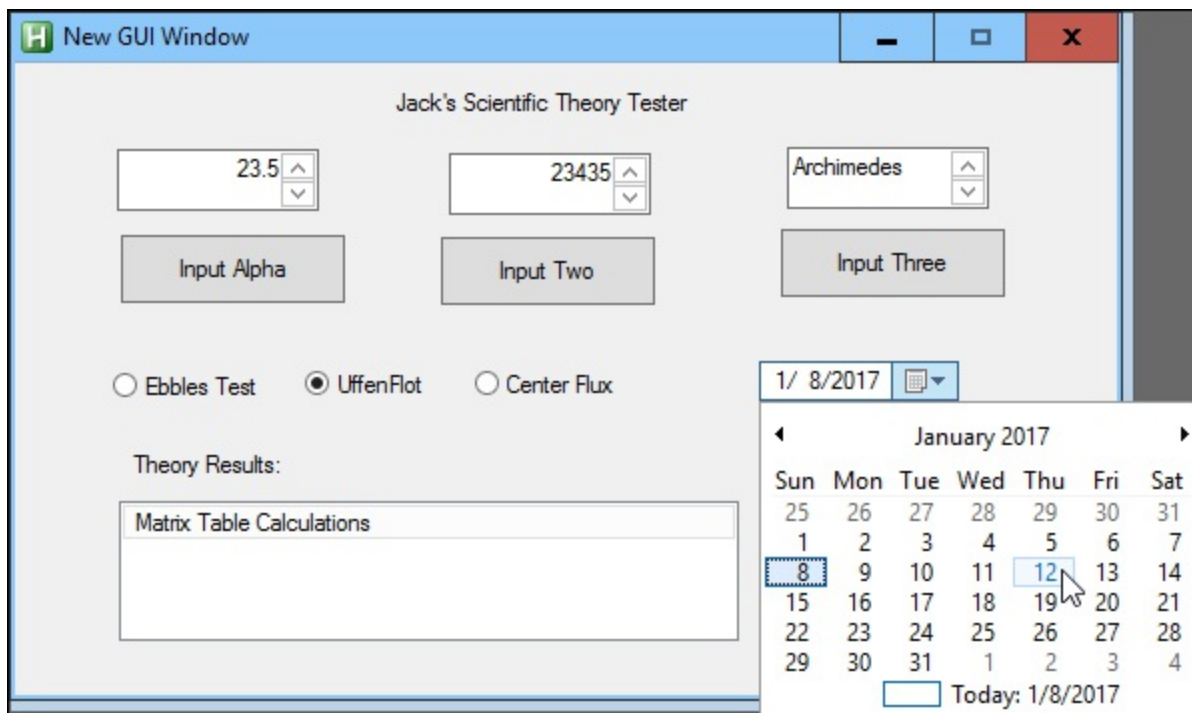 H New GUI Window
Jack's Scientific Theory Tester
23.5
23435
Archimedes
Input Alpha
Input Two
Input Three
Ebbles Test UffenFlot Center Flux
1/ 8/2017
January 2017
Sun Mon Tue Wed Thu Fri Sat
25 26 27 28 29 30 31
1 2 3 4 5 6 7
8 9 10 11 12 13 14
15 16 17 18 19 20 21
22 23 24 25 26 27 28
29 30 31 1 2 3 4
Today: 1/8/2017
Theory Results:
Matrix Table Calculations